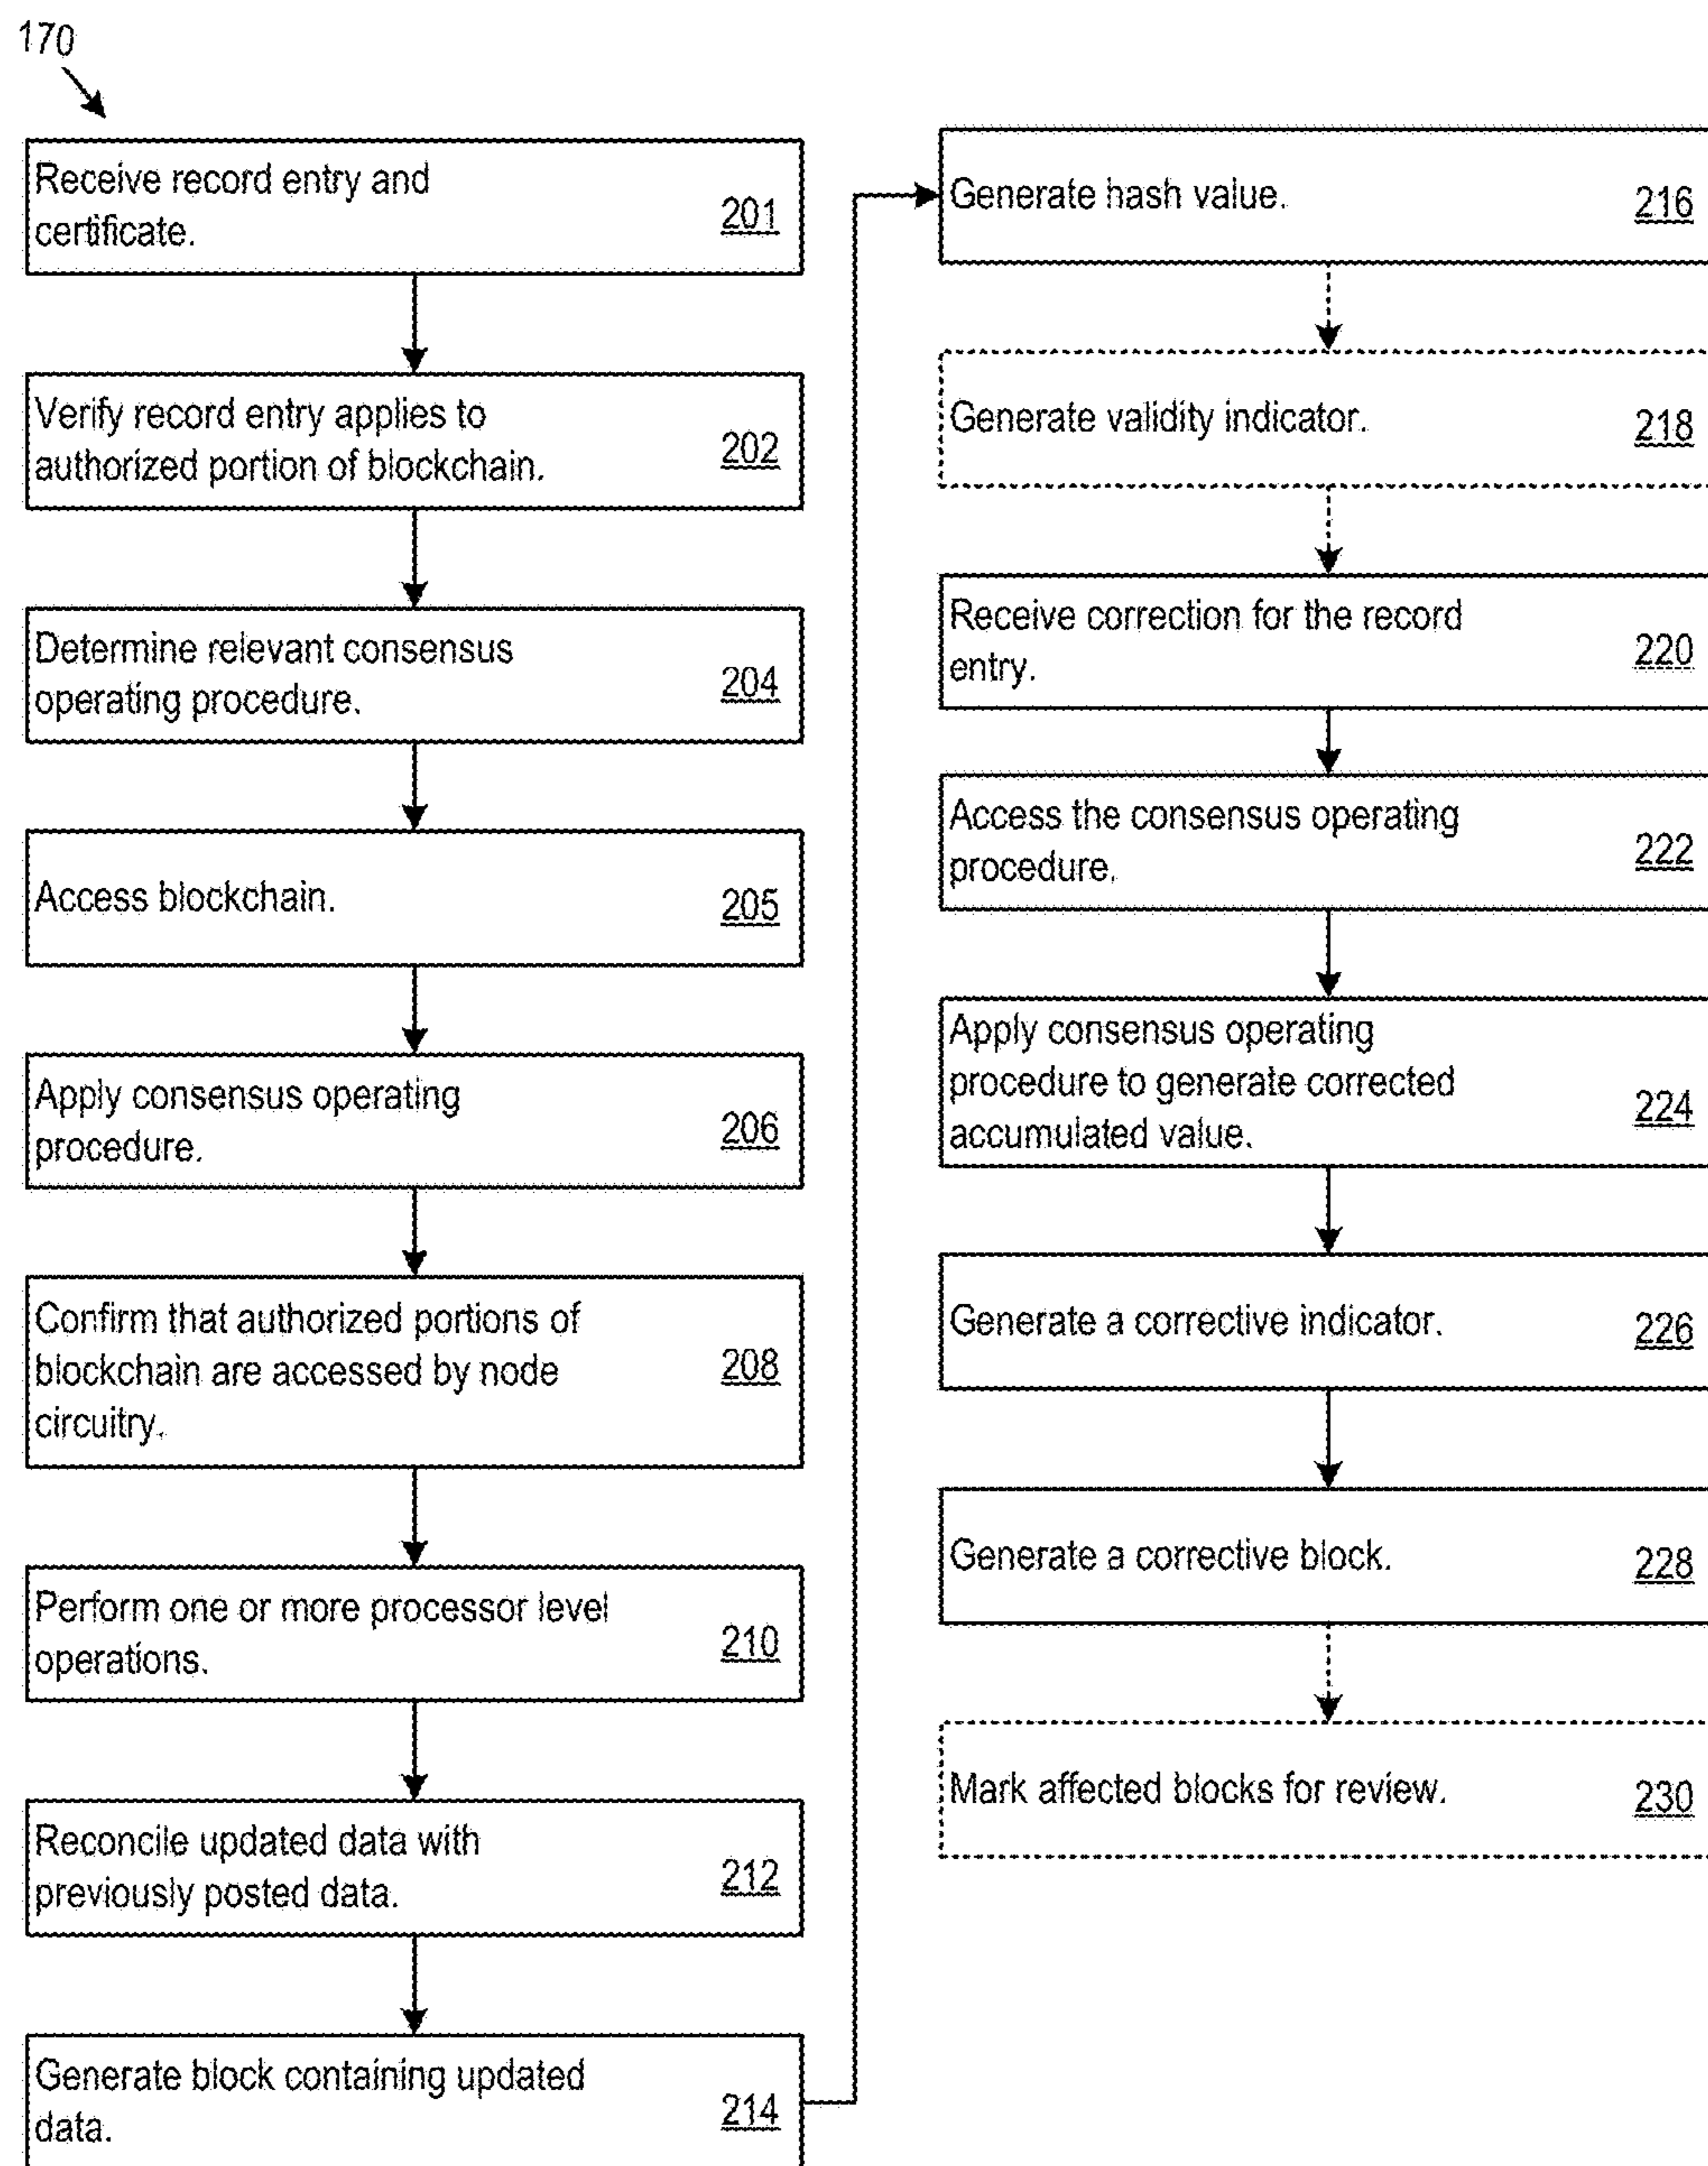 170
Receive record entry and
certificate.
201
Verify record entry applies to
authorized portion of blockchain.
202
Determine relevant consensus
operating procedure.
204
Access blockchain.
205
Apply consensus operating
procedure.
206
Confirm that authorized portions of
blockchain are accessed by node
circuitry.
208
Perform one or more processor level
operations.
210
Reconcile updated data with
previously posted data.
212
Generate block containing updated
data.
214
Generate hash value.
216
Generate validity indicator.
218
Receive correction for the record
entry.
220
Access the consensus operating
procedure.
222
Apply consensus operating
procedure to generate corrected
accumulated value.
224
Generate a corrective indicator.
226
Generate a corrective block.
228
Mark affected blocks for review.
230